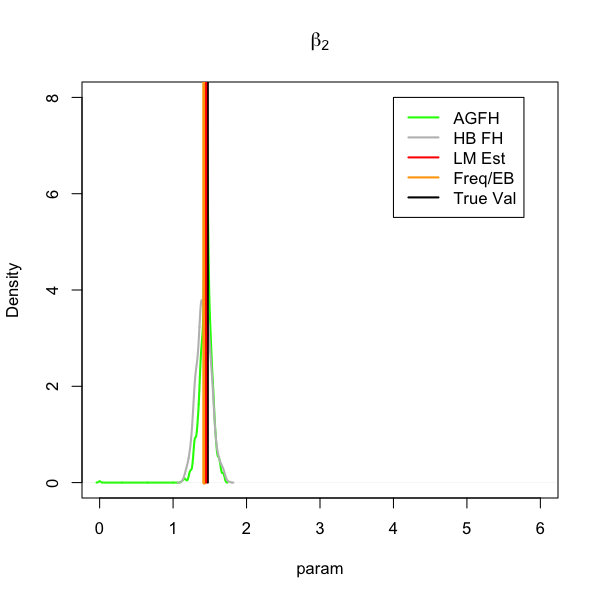 β2
8
6
4
2
0
Density
AGFH
HB FH
LM Est
Freq/EB
True Val
0 1 2 3 4 5 6
param